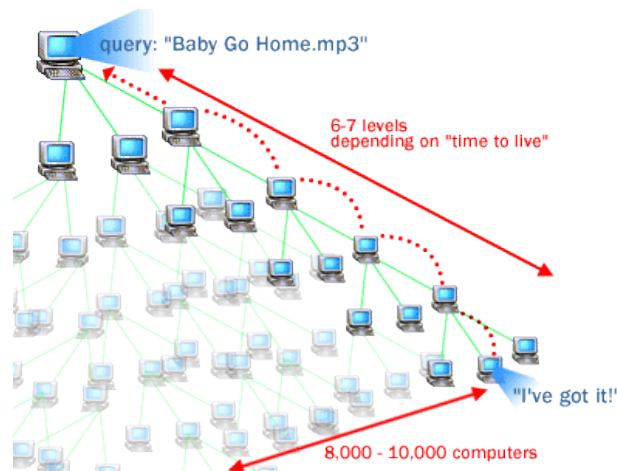 query: "Baby Go Home.mp3"
6-7 levels
depending on "time to live"
"I've got it!'
8,000 - 10,000 computers